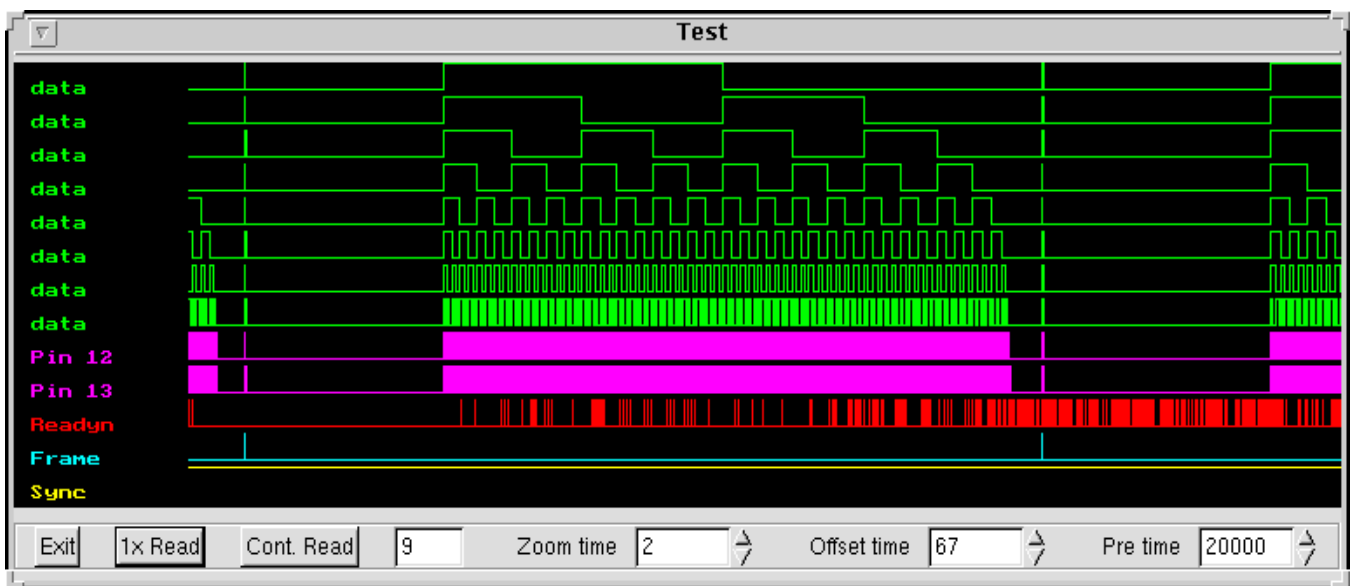 Test
data
data
data
data
data
data
data
data
Pin 12
Pin 13
Readyn
Frame
Sync
Exit 1x Read Cont. Read 9 Zoom time 2 Offset time 67 Pre time 20000